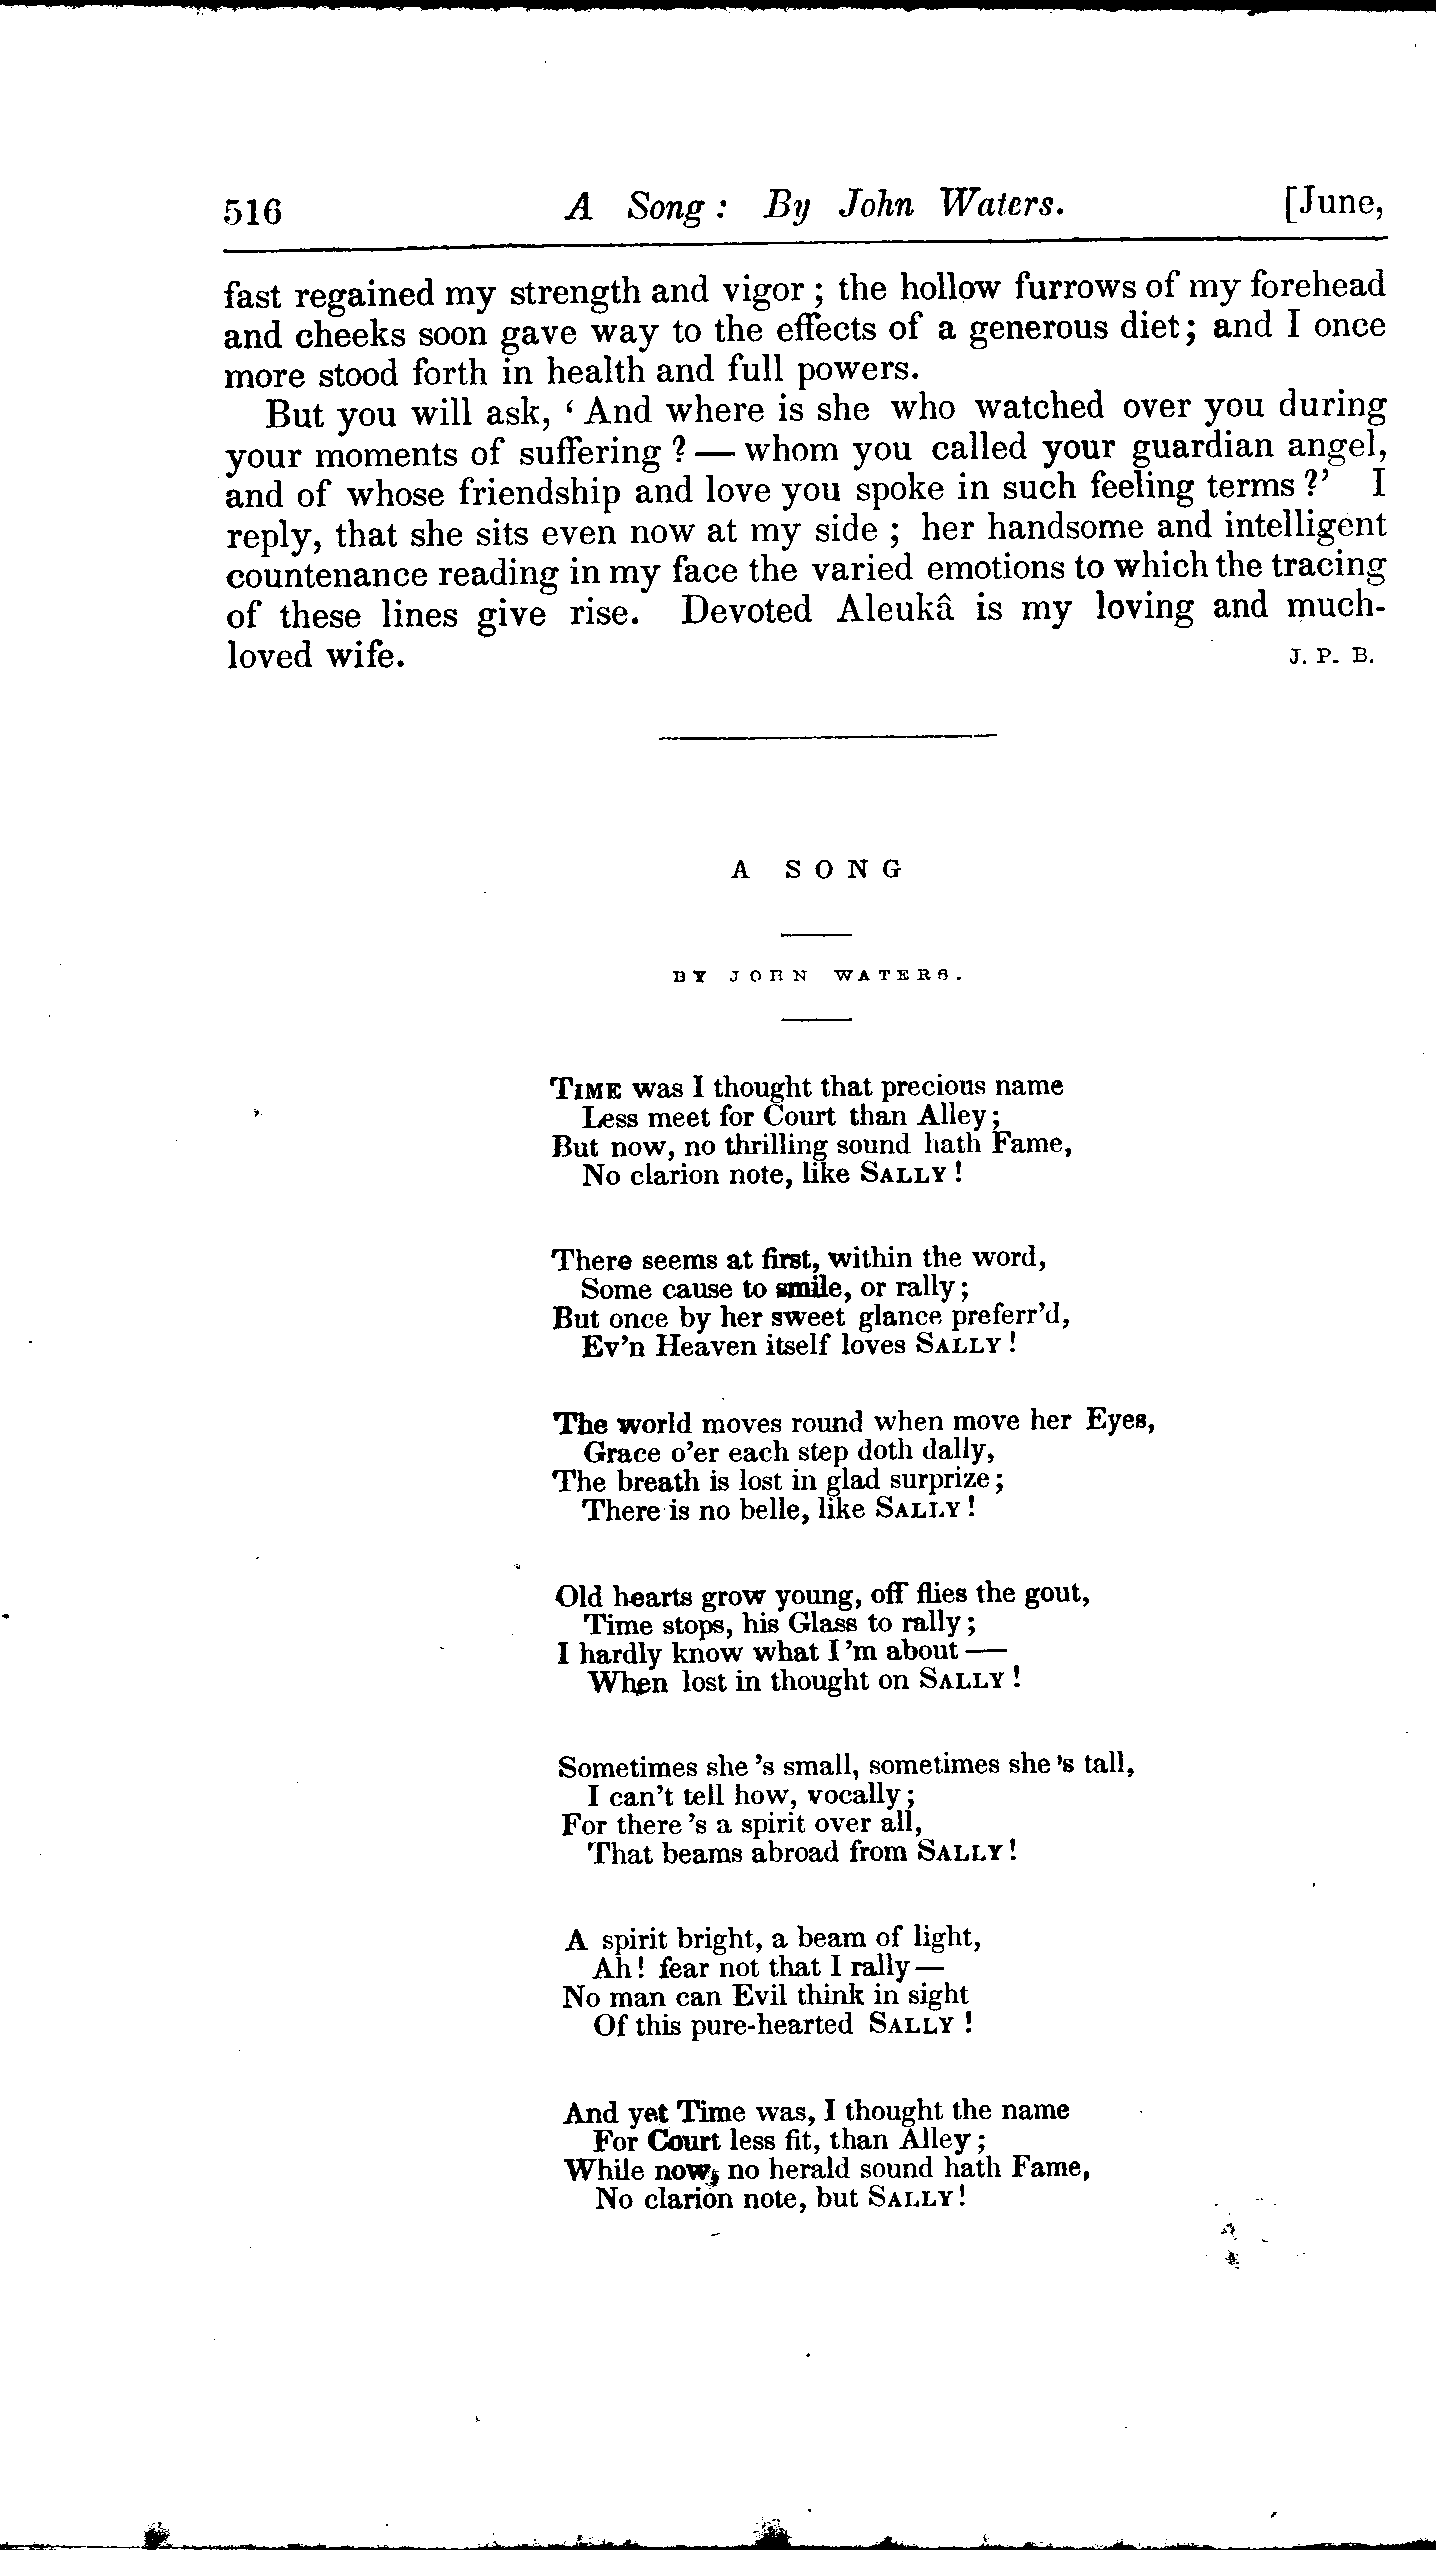 516 A Song: By John Waters. [June,
fast regained my strength and vigor; the hollow furrows of my forehead
and cheeks soon gave way to the effects of a generous diet; and I once
more stood forth in health and full powers.
But you will ask, ‘And where is she who watched over you during
your moments of suffering?—whom you called your guardian angel,
and of whose friendship and love you spoke in such feeling terms?’ I
reply, that she sits even now at my side; her handsome and intelligent
countenance reading in my face the varied emotions to which the tracing
of these lines give rise. Devoted Aleukâ is my loving and much-
loved wife. J. P. B.
A SONG
BY JOHN WATERS.
TIME was I thought that precious name
Less meet for Court than Alley;
But now, no thrilling sound hath Fame,
No clarion note, like SALLY!
There seems at first, within the word,
Some cause to smile, or rally;
But once by her sweet glance preferr’d,
Ev’n Heaven itself loves SALLY!
The world moves round when move her Eyes,
Grace o’er each step doth dally,
The breath is lost in glad surprize;
There is no belle, like SALLY!
Old hearts grow young, off flies the gout,
Time stops, his Glass to rally;
I hardly know what I ’m about—
When lost in thought on SALLY!
Sometimes she ’s small, sometimes she ’s tall,
I can’t tell how, vocally;
For there ’s a spirit over all,
That beams abroad from SALLY!
A spirit bright, a beam of light,
Ah! fear not that I rally—
No man can Evil think in sight
Of this pure-hearted SALLY!
And yet Time was, I thought the name
For Court less fit, than Alley;
While now, no herald sound hath Fame,
No clarion note, but SALLY!